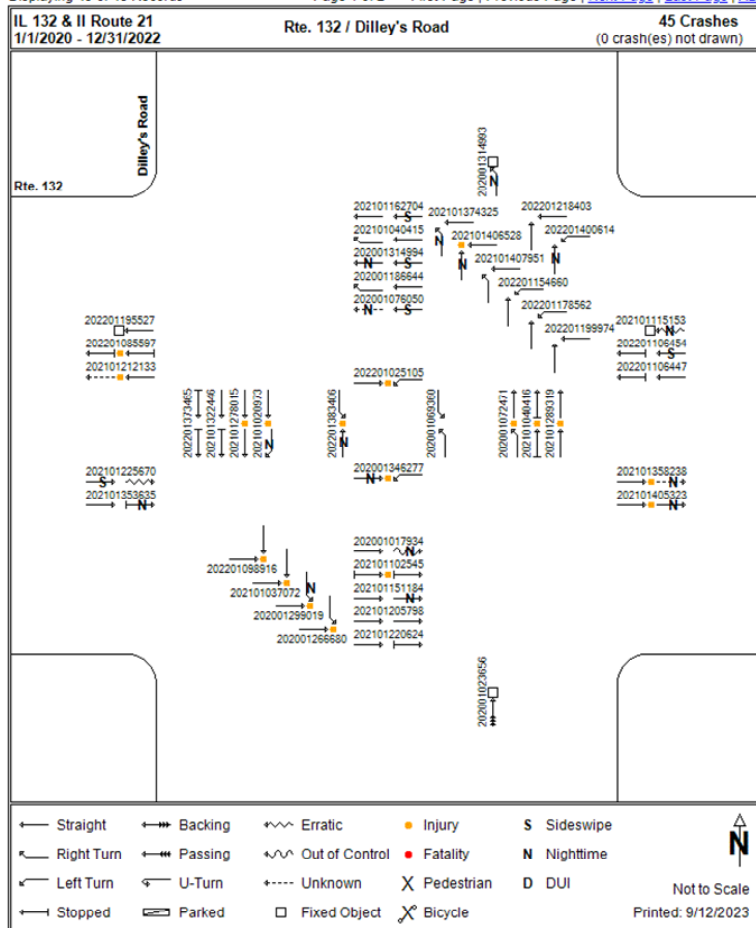 IL 132 & Il Route 21
1/1/2020 - 12/31/2022
Rte. 132 / Dilley's Road
45 Crashes
(0 crash(es) not drawn)
Dilley's Road
Rte. 132
202001314993
N
202101162704
S
202101374325
202201218403
202101040415
N
202101406528
202201400614
202001314994
N S
N
N
202101407951
202001186644
202201154660
202001076050
N S
202201178562
202201199974
202201195527
202201085597
202101212133
202101115153
N
202201106454
S
202201106447
202201025105
202201373465
202101322446
202101278015
202101020973
N
202201383406
N
202001069360
202001072471
202101040416
202101289319
202101225670
S
202101353635
N
202001346277
N
202101358238
N
202101405323
N
202201098916
202101037072
N
202001299019
202001266680
202001017934
N
202101102545
202101151184
N
202101205798
202101220624
202001023656
Straight
Backing
Erratic
Injury
S Sideswipe
Right Turn
Passing
Out of Control
Fatality
N Nighttime
Left Turn
U-Turn
Unknown
X Pedestrian
D DUI
Stopped
Parked
Fixed Object
Bicycle
N
Not to Scale
Printed: 9/12/2023